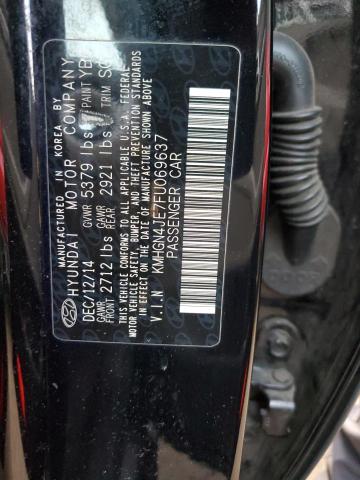 MANUFACTURED IN KOREA BY
HYUNDAI MOTOR COMPANY
DEC/12/14 GVWR 5379 lbs PAINT YB
GAWR FRONT 2712 lbs GAWR REAR 2921 lbs TRIM
THIS VEHICLE CONFORMS TO ALL APPLICABLE U.S.A. FEDERAL
MOTOR VEHICLE SAFETY, BUMPER, AND THEFT PREVENTION
STANDARDS IN EFFECT ON THE DATE OF MANUFACTURE SHOWN ABOVE.
V.I.N KMHGN4JE7FU069637
PASSENGER CAR